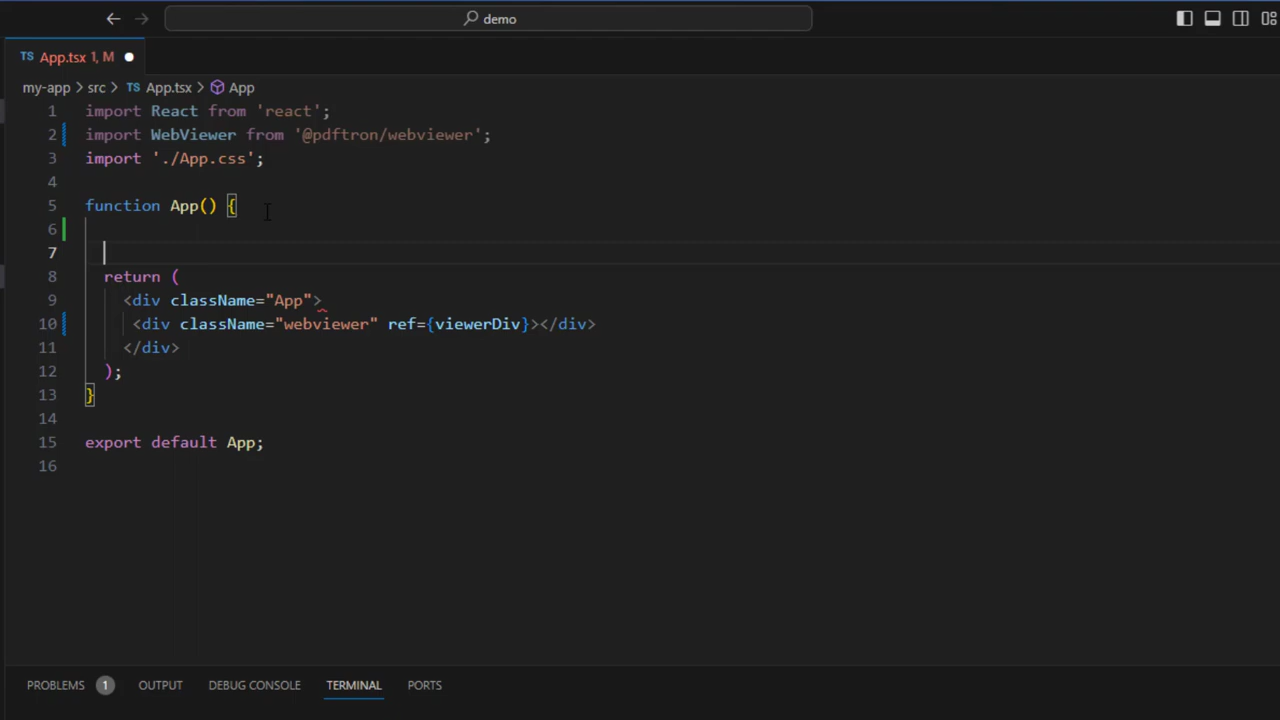 demo
TS App.tsx 1, M
my-app > src > TS App.tsx > App
1 import React from 'react';
2 import WebViewer from '@pdftron/webviewer';
3 import './App.css';
4
5 function App() {
6
7
8 return (
9 <div className="App">
10 <div className="webviewer" ref={viewerDiv}></div>
11 </div>
12 );
13 }
14
15 export default App;
16
PROBLEMS 1 OUTPUT DEBUG CONSOLE TERMINAL PORTS